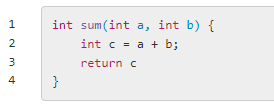 1 int sum(int a, int b) {
2     int c = a + b;
3     return c
4 }